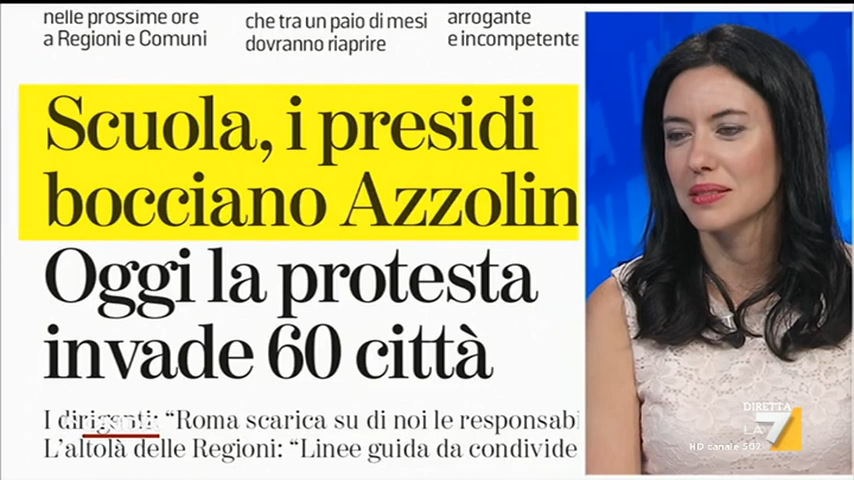 nelle prossime ore
a Regioni e Comuni
che tra un paio di mesi
dovranno riaprire
arrogante
e incompetente
Scuola, i presidi
bocciano Azzolin
Oggi la protesta
invade 60 città
I dirigenti: “Roma scarica su di noi le responsabi
L’altolà delle Regioni: “Linee guida da condivide
DIRETTA
LA7
HD canale 507